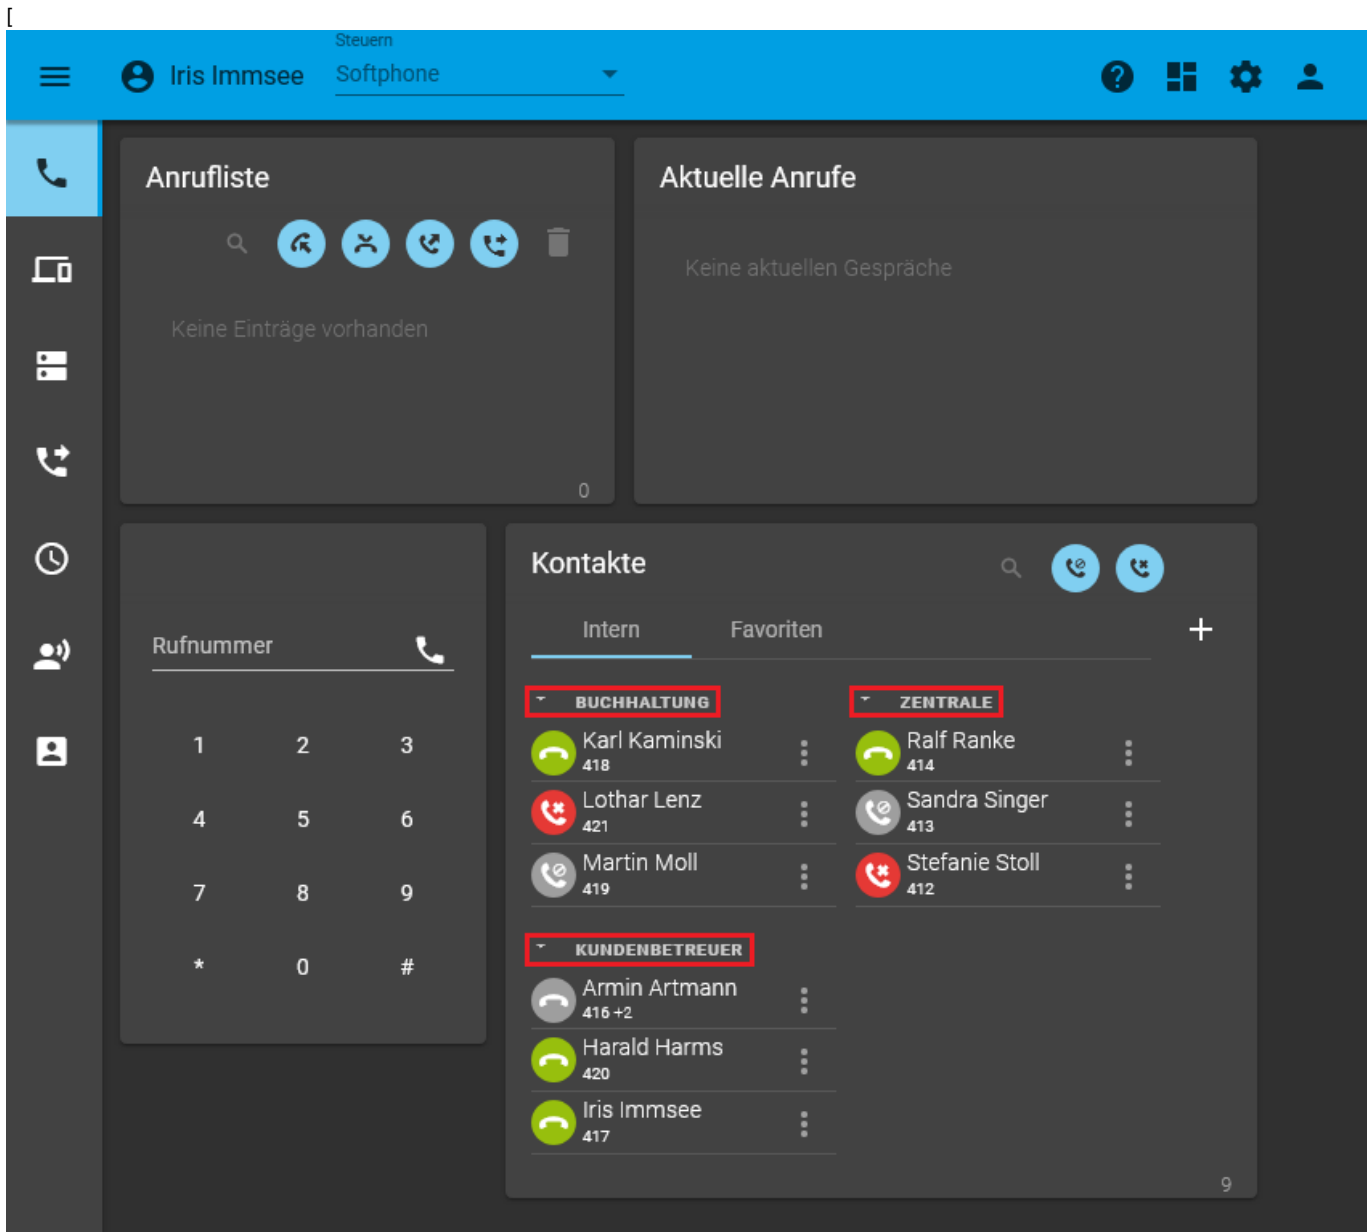 [
Steuern
Iris Immsee
Softphone
Anrufliste
Keine Einträge vorhanden
0
Aktuelle Anrufe
Keine aktuellen Gespräche
Rufnummer
1 2 3
4 5 6
7 8 9
* 0 #
Kontakte
Intern Favoriten
BUCHHALTUNG
Karl Kaminski
418
Lothar Lenz
421
Martin Moll
419
ZENTRALE
Ralf Ranke
414
Sandra Singer
413
Stefanie Stoll
412
KUNDENBETREUER
Armin Artmann
416 +2
Harald Harms
420
Iris Immsee
417
9